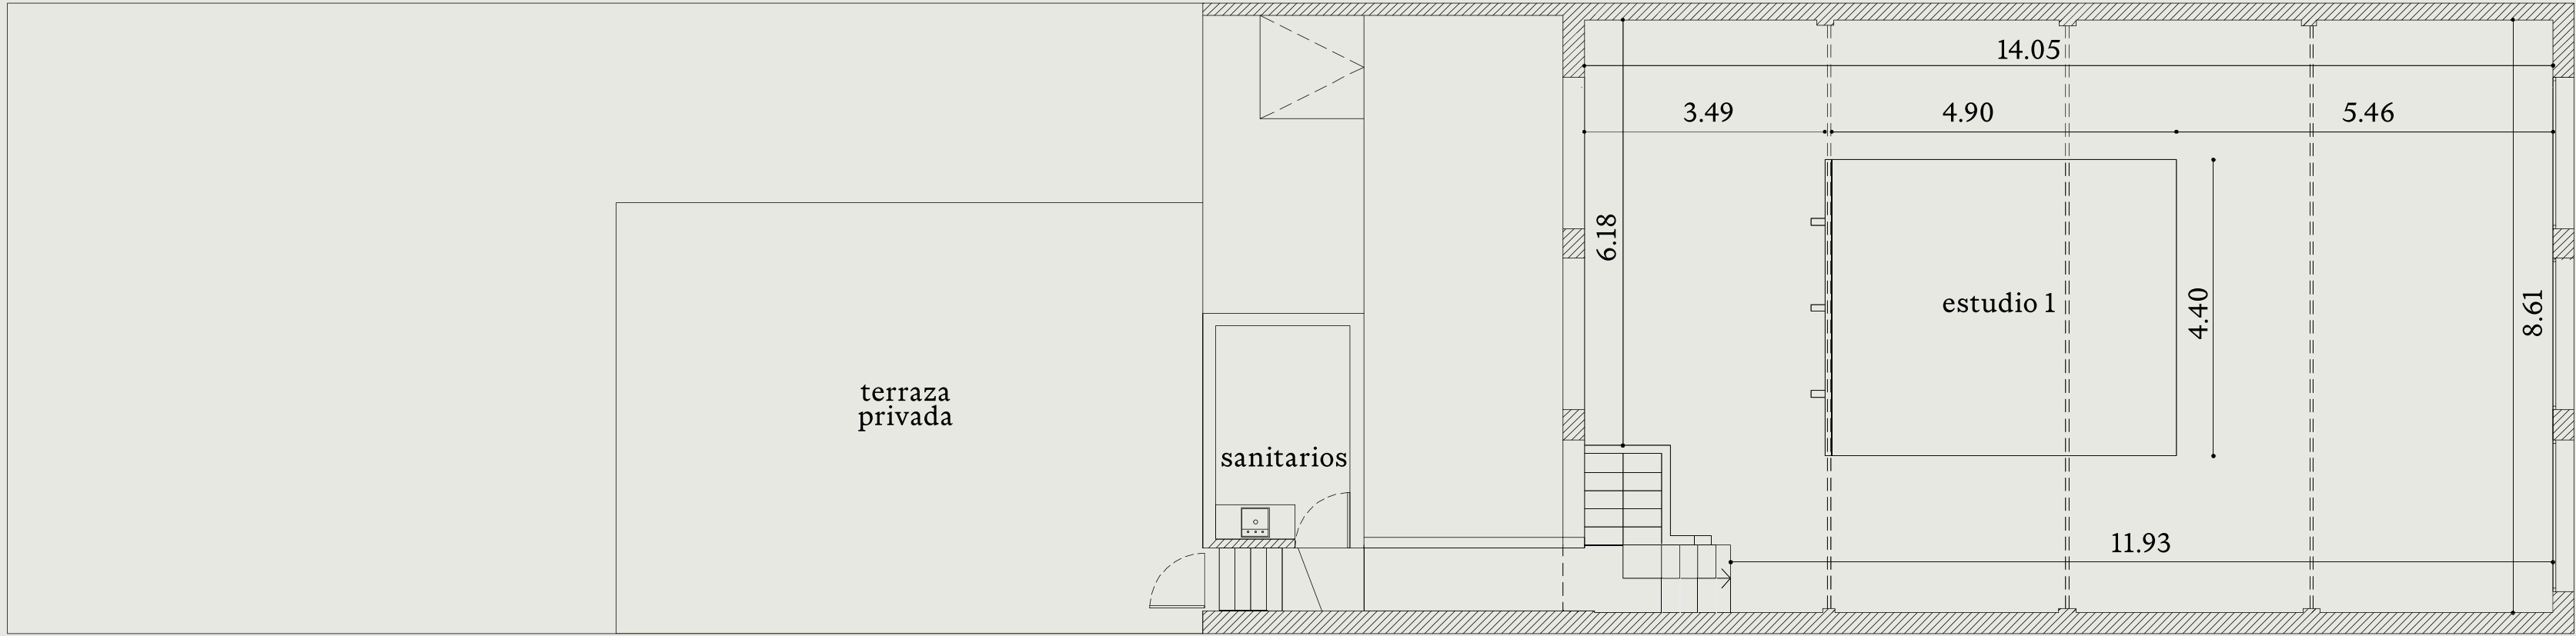 14.05
3.49
4.90
5.46
6.18
estudio 1
4.40
8.61
terraza
privada
sanitarios
11.93